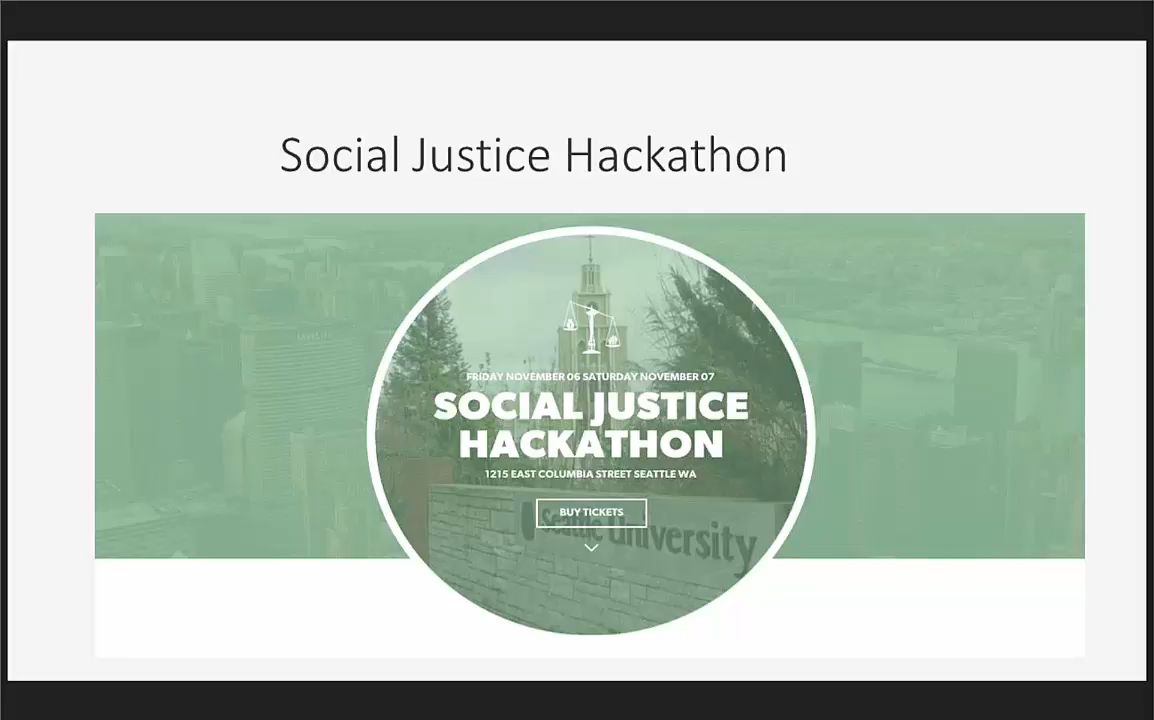 Social Justice Hackathon
FRIDAY NOVEMBER 06 SATURDAY NOVEMBER 07
SOCIAL JUSTICE
HACKATHON
1215 EAST COLUMBIA STREET SEATTLE WA
BUY TICKETS
Seattle University